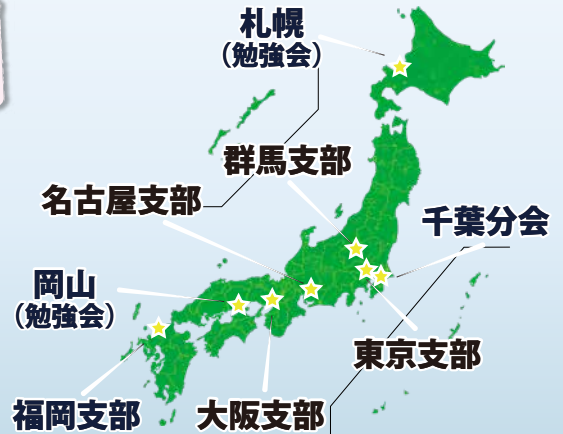 札幌
（勉強会）
群馬支部
名古屋支部
千葉分会
岡山
（勉強会）
東京支部
福岡支部
大阪支部